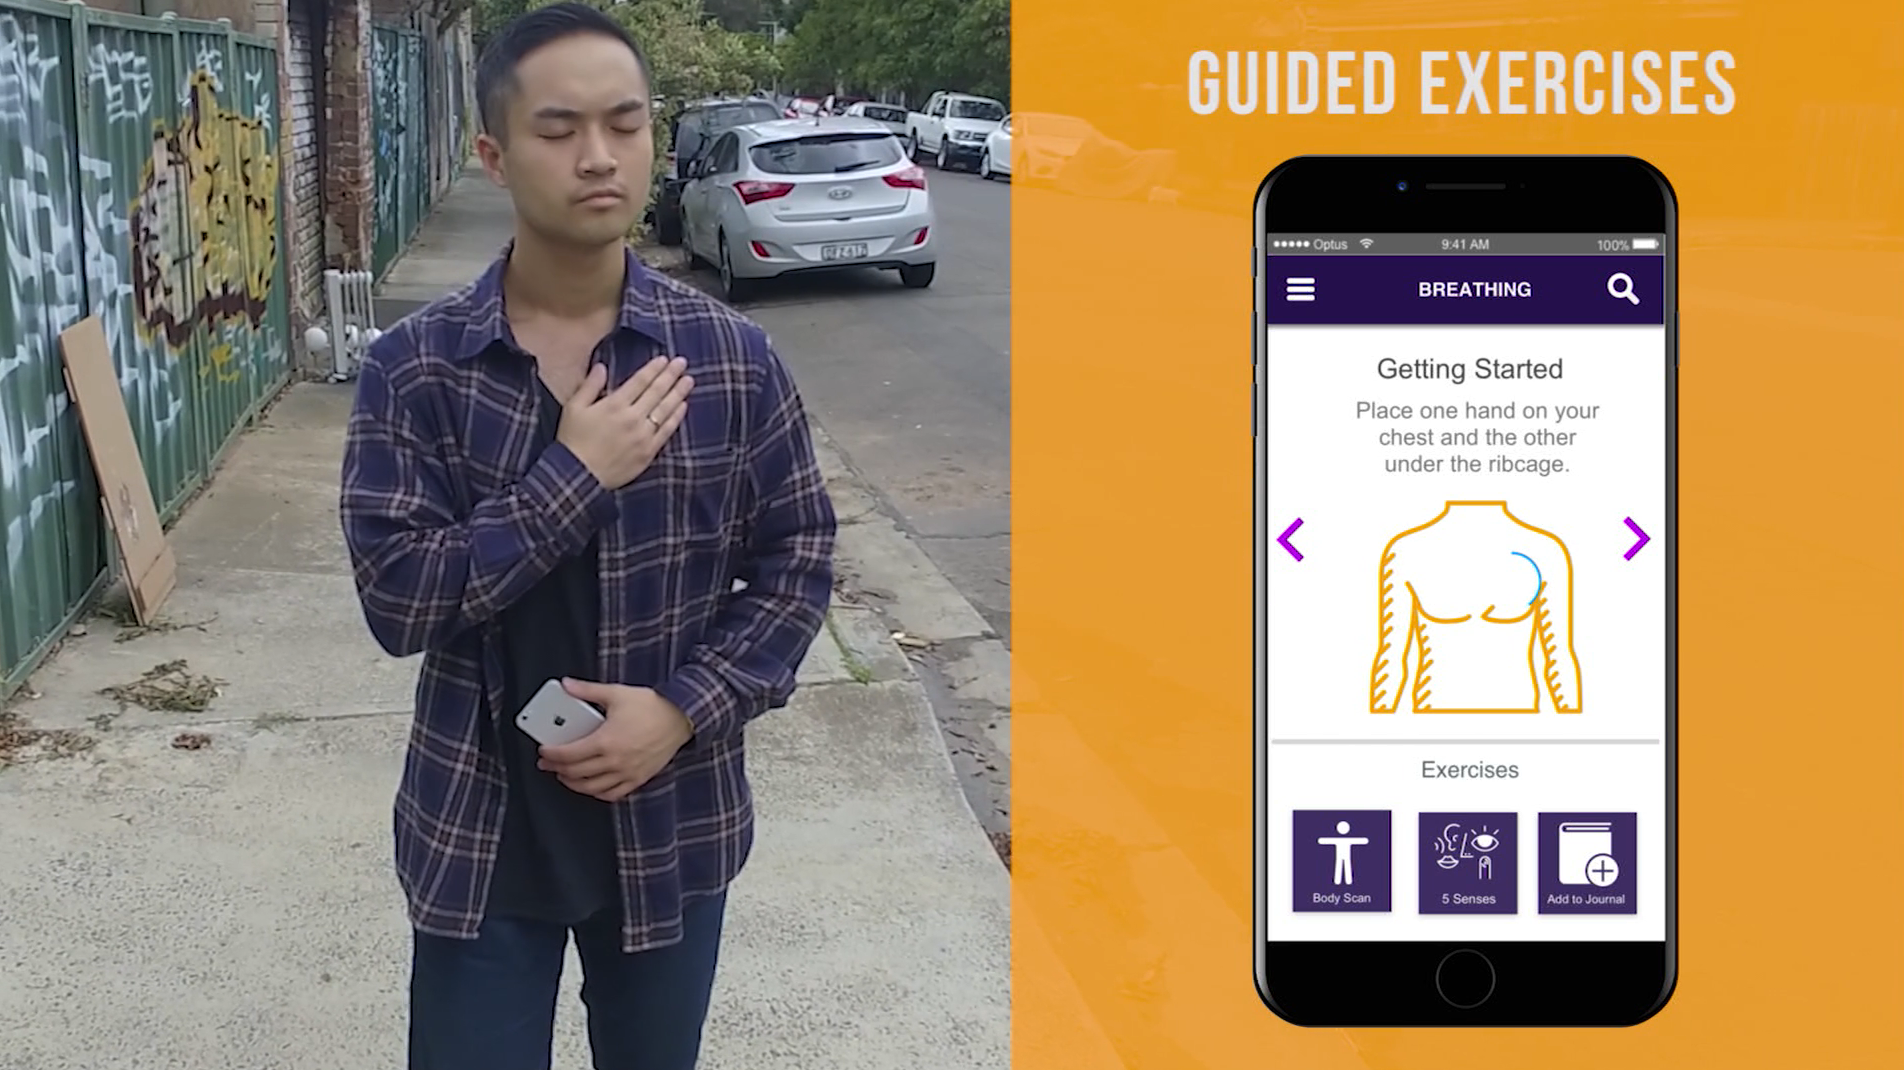 GUIDED EXERCISES
Optus 9:41 AM 100%
BREATHING
Getting Started
Place one hand on your
chest and the other
under the ribcage.
Exercises
Body Scan
5 Senses
Add to Journal